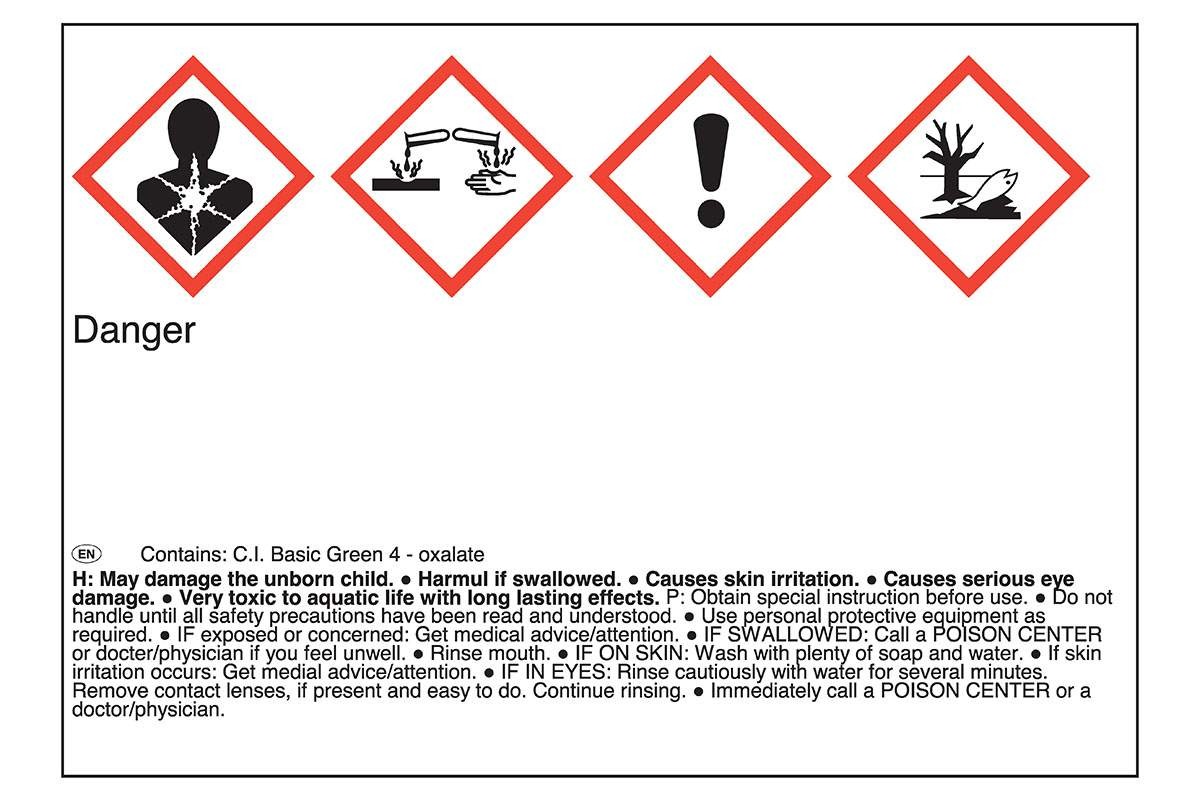 Danger
EN Contains: C.I. Basic Green 4 - oxalate
H: May damage the unborn child. ● Harmul if swallowed. ● Causes skin irritation. ● Causes serious eye
damage. ● Very toxic to aquatic life with long lasting effects. P: Obtain special instruction before use. ● Do not
handle until all safety precautions have been read and understood. ● Use personal protective equipment as
required. ● IF exposed or concerned: Get medical advice/attention. ● IF SWALLOWED: Call a POISON CENTER
or docter/physician if you feel unwell. ● Rinse mouth. ● IF ON SKIN: Wash with plenty of soap and water. ● If skin
irritation occurs: Get medial advice/attention. ● IF IN EYES: Rinse cautiously with water for several minutes.
Remove contact lenses, if present and easy to do. Continue rinsing. ● Immediately call a POISON CENTER or a
doctor/physician.